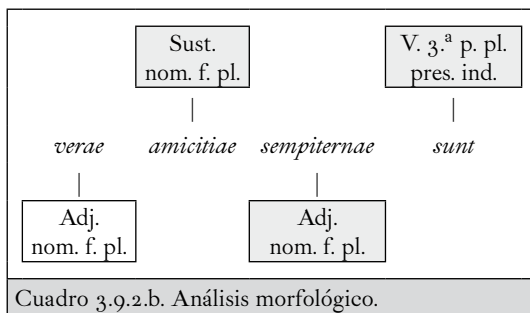 Sust.
nom. f. pl.
V. 3.ª p. pl.
pres. ind.
verae amicitiae sempiternae sunt
Adj.
nom. f. pl.
Adj.
nom. f. pl.
Cuadro 3.9.2.b. Análisis morfológico.